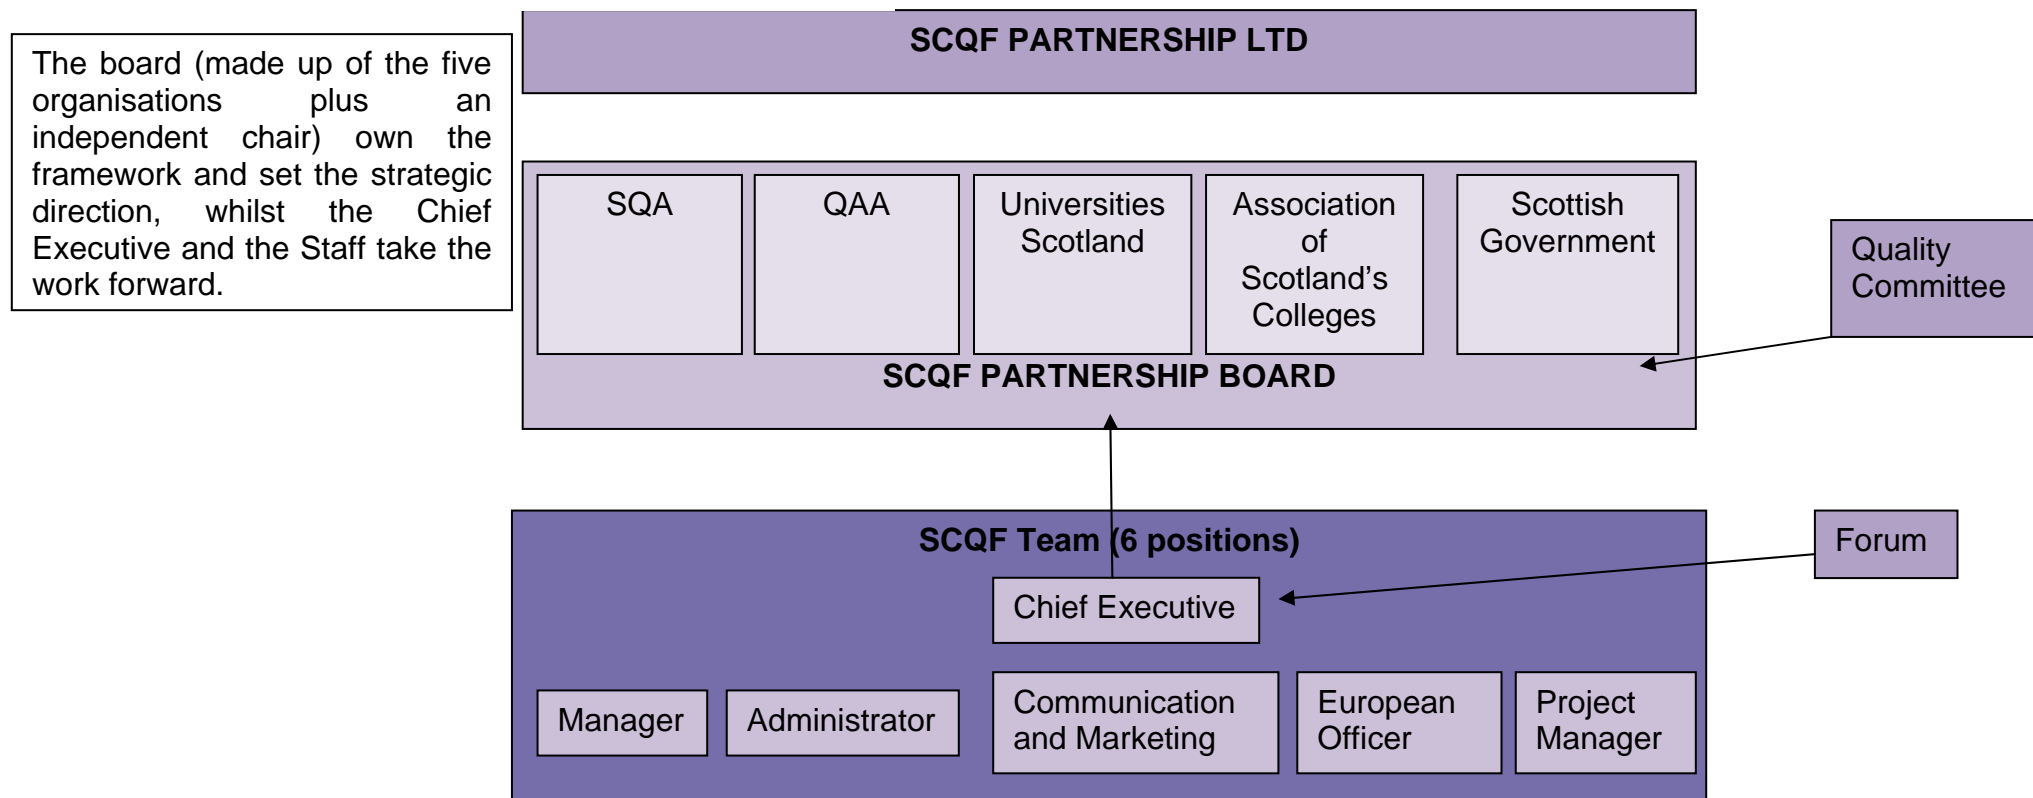 SCQF PARTNERSHIP LTD
The board (made up of the five
organisations plus an
independent chair) own the
framework and set the strategic
direction, whilst the Chief
Executive and the Staff take the
work forward.
SQA
QAA
Universities
Scotland
Association
of
Scotland's
Colleges
Scottish
Government
SCQF PARTNERSHIP BOARD
Quality
Committee
SCQF Team (6 positions)
Forum
Chief Executive
Manager
Administrator
Communication
and Marketing
European
Officer
Project
Manager